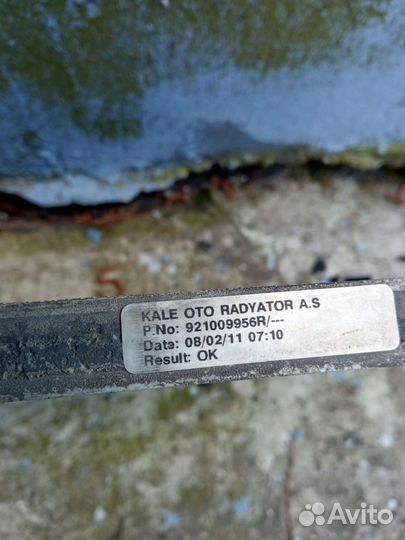 KALE OTO RADYATOR A.S
P.No: 921009956R/---
Date: 08/02/11 07:10
Result: OK
Avito